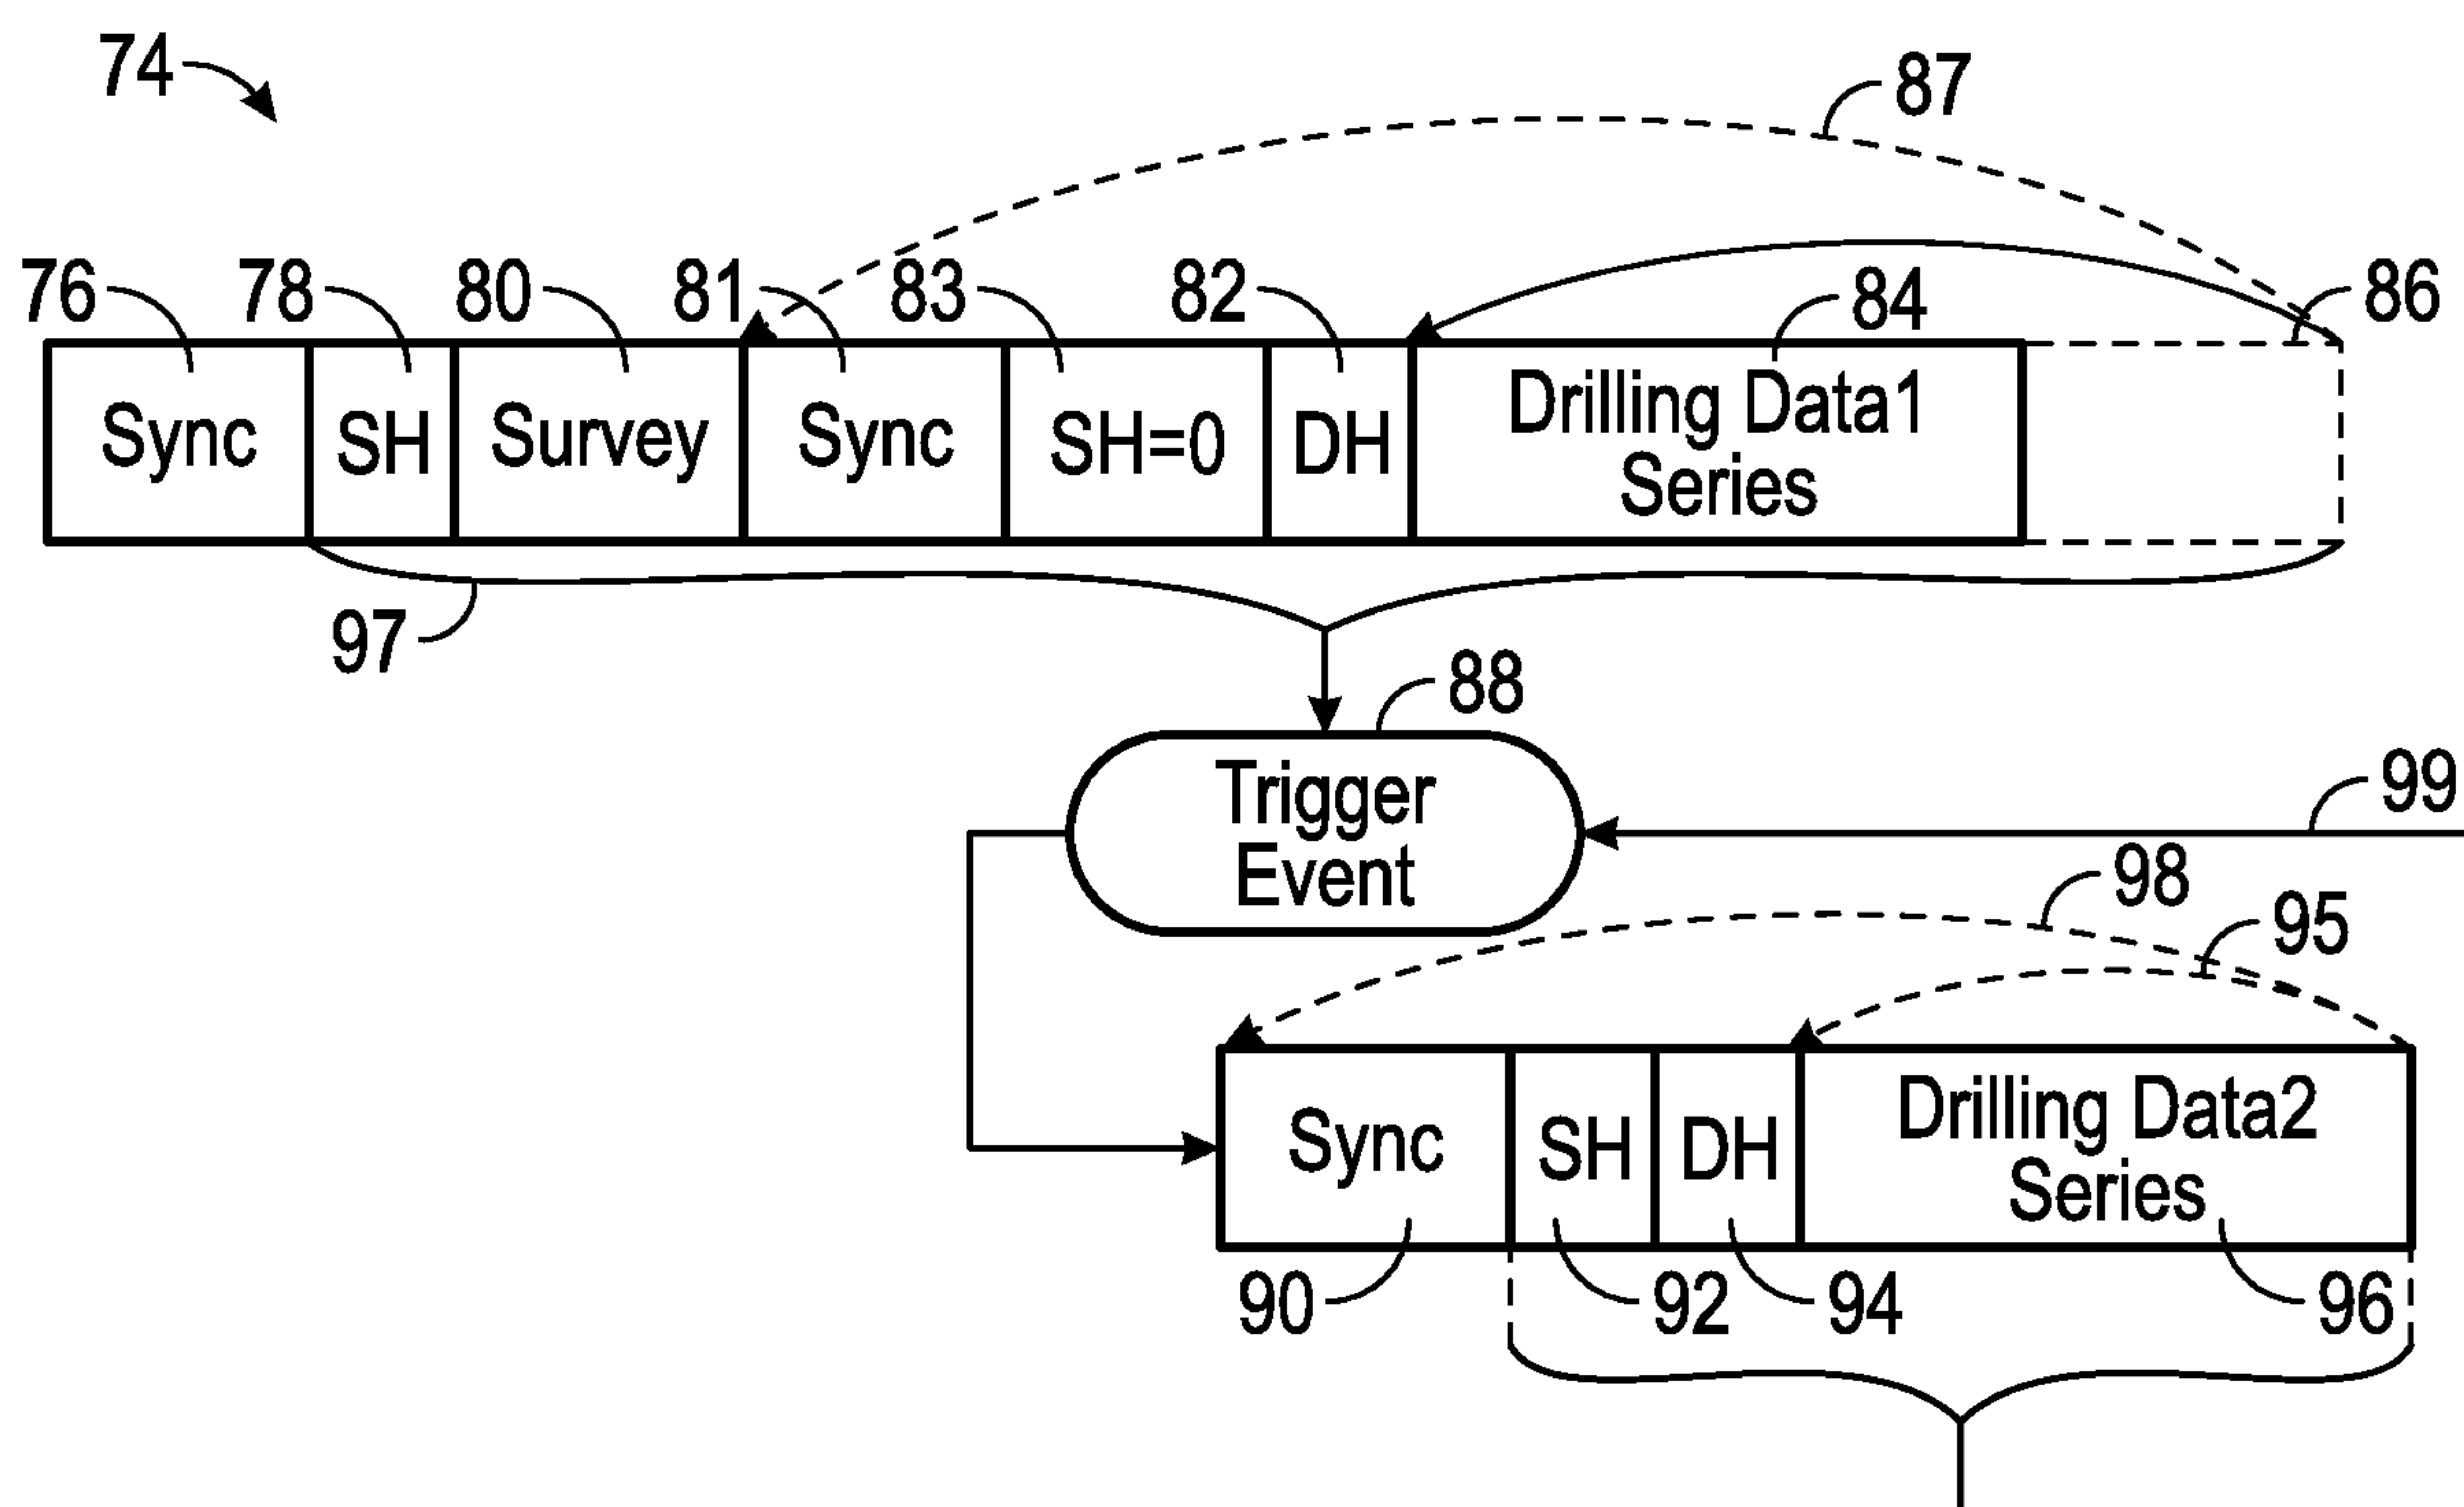 74
87
76
78
80
81
83
82
84
86
Sync
SH
Survey
Sync
SH=0
DH
Drilling Data1
Series
97
88
Trigger
Event
99
98
95
Sync
SH
DH
Drilling Data2
Series
90
92
94
96